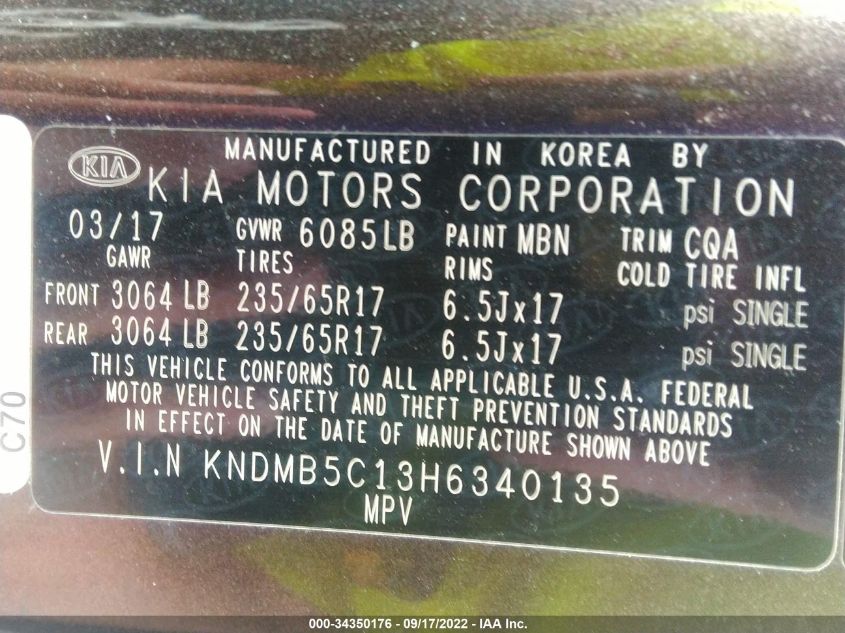 MANUFACTURED IN KOREA BY
KIA KIA MOTORS CORPORATION
03/17 GVWR 6085LB PAINT MBN TRIM CQA
GAWR TIRES RIMS COLD TIRE INFL
FRONT 3064 LB 235/65R17 6.5Jx17 psi SINGLE
REAR 3064 LB 235/65R17 6.5Jx17 psi SINGLE
THIS VEHICLE CONFORMS TO ALL APPLICABLE U.S.A. FEDERAL
MOTOR VEHICLE SAFETY AND THEFT PREVENTION STANDARDS
IN EFFECT ON THE DATE OF MANUFACTURE SHOWN ABOVE
V.I.N KNDMB5C13H6340135
MPV
C70
000-34350176 - 09/17/2022 - IAA Inc.